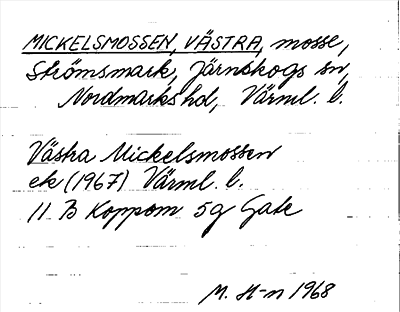 MICKELSMOSSEN, VÄSTRA, mosse,
Strömsmark, Järnskogs sn,
Nordmarks hd, Värml. l.
Västra Mickelsmossen
ek (1967) Värml. l.
11 B Koppom 5g Gate
M. H-n 1968